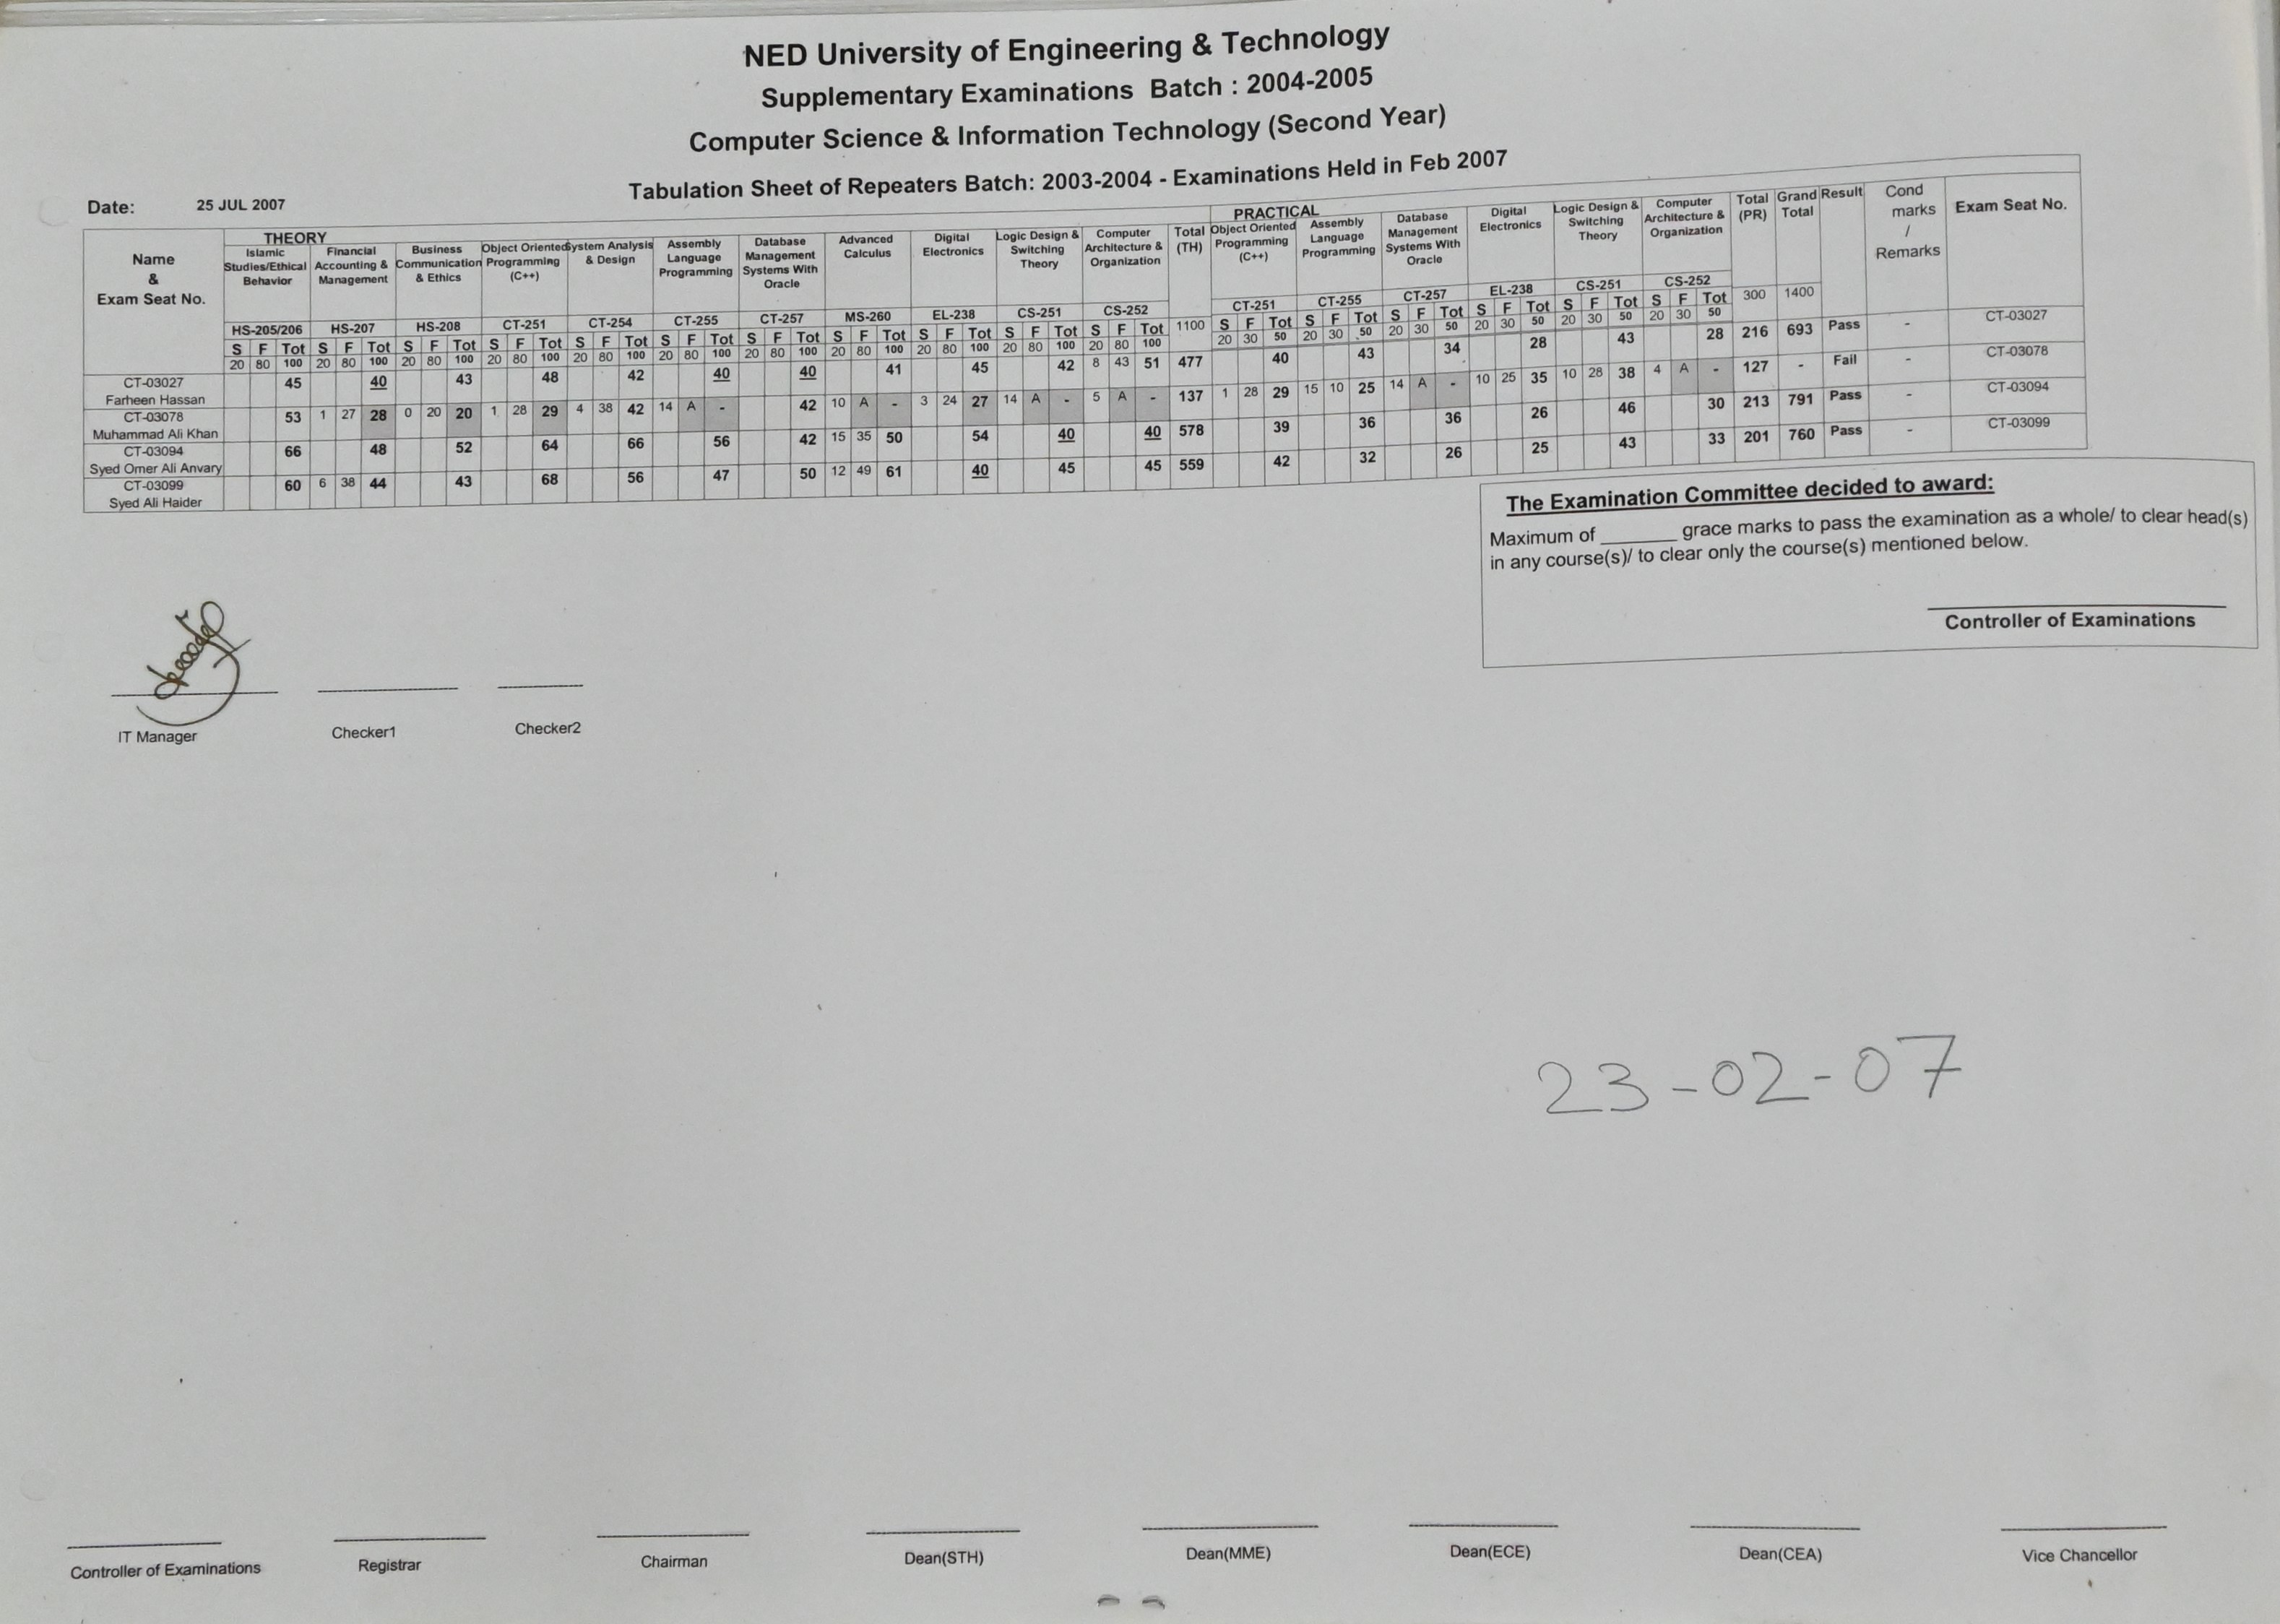 NED University of Engineering & Technology
Supplementary Examinations Batch : 2004-2005
Computer Science & Information Technology (Second Year)
Tabulation Sheet of Repeaters Batch: 2003-2004 - Examinations Held in Feb 2007
Date: 25 JUL 2007
Name & Exam Seat No.
THEORY
Islamic Studies/Ethical Behavior
Financial Accounting & Management
Business Communication & Ethics
Object Oriented Programming (C++)
System Analysis & Design
Assembly Language Programming
Database Management Systems With Oracle
Advanced Calculus
Digital Electronics
Logic Design & Switching Theory
Computer Architecture & Organization
Total (TH)
PRACTICAL
Object Oriented Programming (C++)
Assembly Language Programming
Database Management Systems With Oracle
Digital Electronics
Logic Design & Switching Theory
Computer Architecture & Organization
Total (PR)
Grand Total
Result
Cond marks / Remarks
Exam Seat No.
HS-205/206 HS-207 HS-208 CT-251 CT-254 CT-255 CT-257 MS-260 EL-238 CS-251 CS-252 1100 CT-251 CT-255 CT-257 EL-238 CS-251 CS-252 300 1400
S F Tot S F Tot S F Tot S F Tot S F Tot S F Tot S F Tot S F Tot S F Tot S F Tot S F Tot S F Tot S F Tot S F Tot S F Tot S F Tot S F Tot
20 80 100 20 80 100 20 80 100 20 80 100 20 80 100 20 80 100 20 80 100 20 80 100 20 80 100 20 80 100 20 80 100 20 30 50 20 30 50 20 30 50 20 30 50 20 30 50 20 30 50
CT-03027 45 40 43 48 42 40 40 41 45 42 8 43 51 477 40 43 34 28 43 28 216 693 Pass - CT-03027
Farheen Hassan
CT-03078 53 1 27 28 0 20 20 1 28 29 4 38 42 14 A - 42 10 A - 3 24 27 14 A - 5 A - 137 1 28 29 15 10 25 14 A - 10 25 35 10 28 38 4 A - 127 - Fail - CT-03078
Muhammad Ali Khan
CT-03094 66 48 52 64 66 56 42 15 35 50 54 40 40 578 39 36 36 26 46 30 213 791 Pass - CT-03094
Syed Omer Ali Anvary
CT-03099 60 6 38 44 43 68 56 47 50 12 49 61 40 45 45 559 42 32 26 25 43 33 201 760 Pass - CT-03099
Syed Ali Haider
The Examination Committee decided to award:
Maximum of _______ grace marks to pass the examination as a whole/ to clear head(s)
in any course(s)/ to clear only the course(s) mentioned below.
Controller of Examinations
IT Manager Checker1 Checker2
23-02-07
Controller of Examinations Registrar Chairman Dean(STH) Dean(MME) Dean(ECE) Dean(CEA) Vice Chancellor